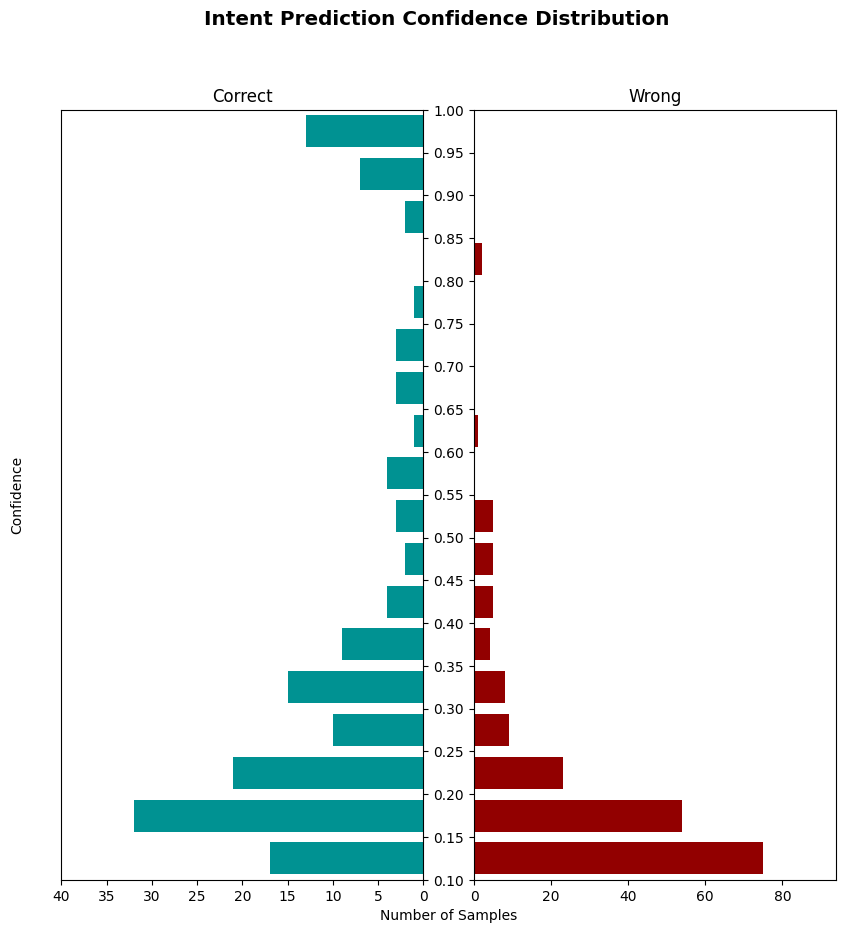 Intent Prediction Confidence Distribution
Correct
Wrong
1.00
0.95
0.90
0.85
0.80
0.75
0.70
0.65
0.60
0.55
0.50
0.45
0.40
0.35
0.30
0.25
0.20
0.15
0.10
Confidence
40 35 30 25 20 15 10 5 0
0 20 40 60 80
Number of Samples